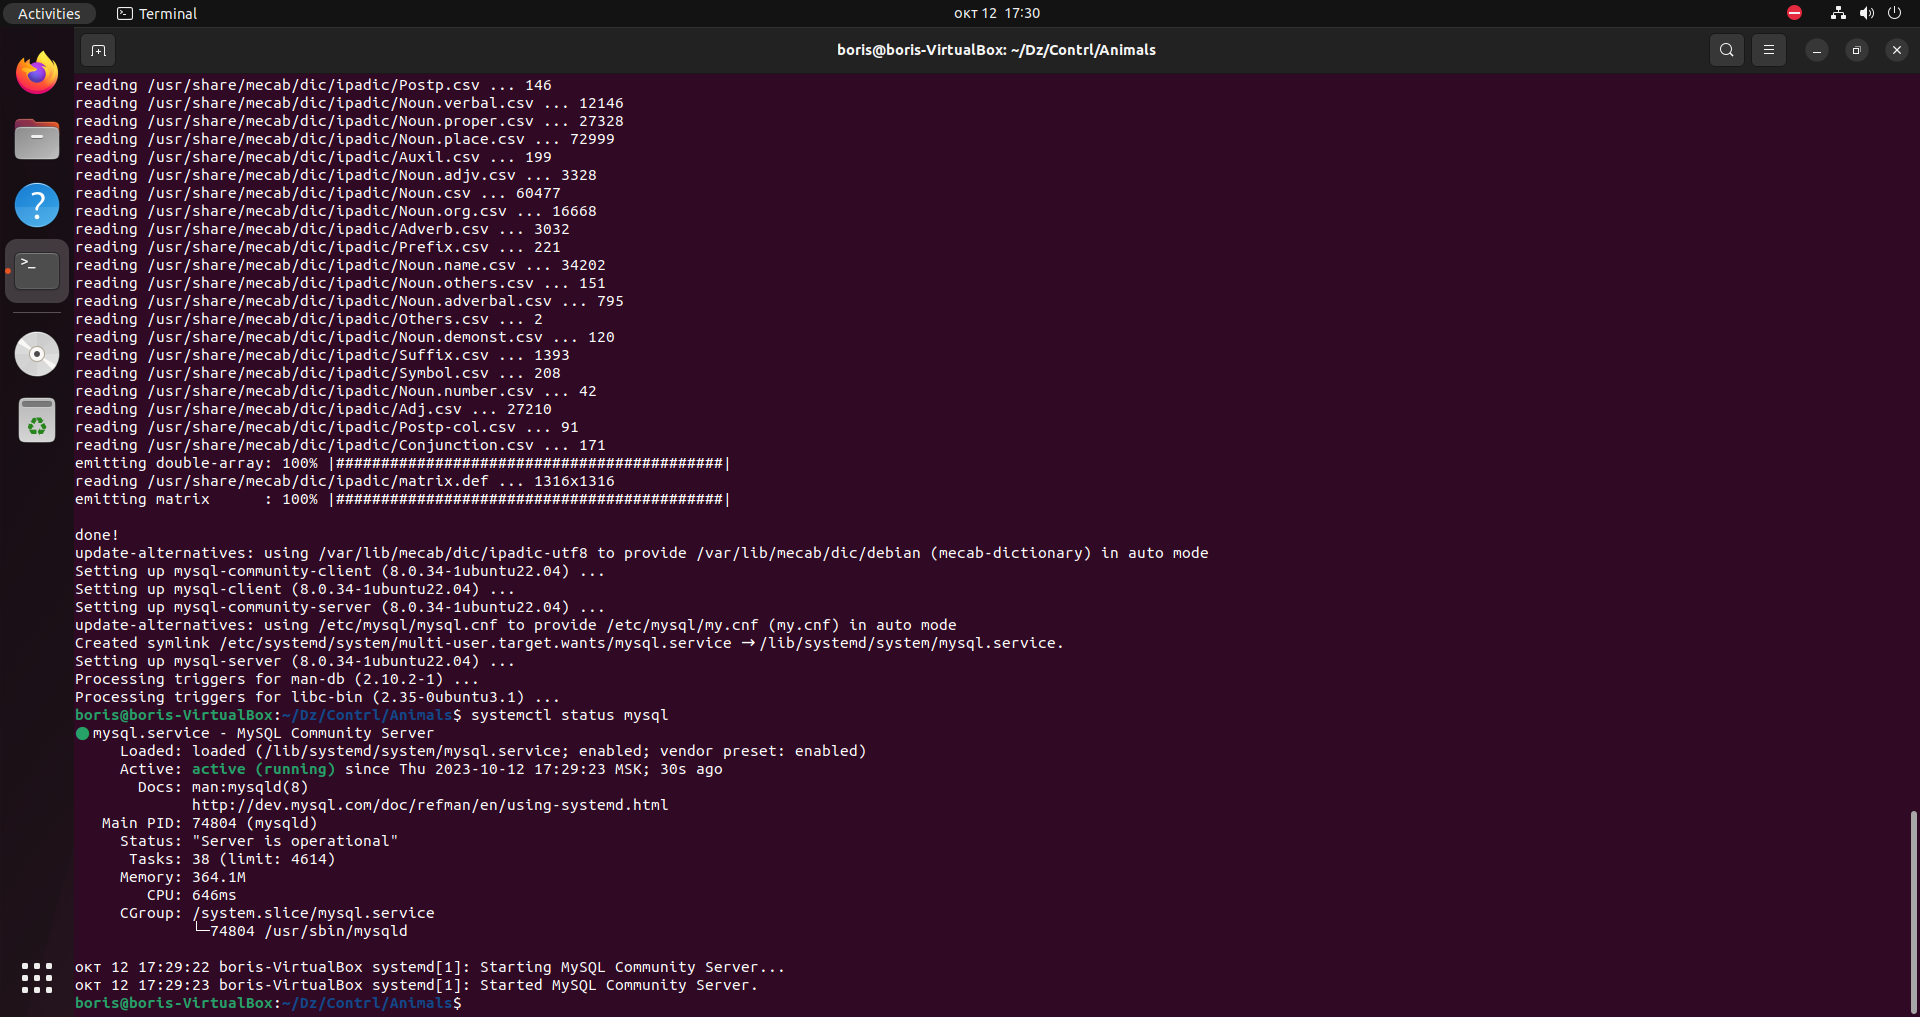 Activities
Terminal
окт 12 17:30
boris@boris-VirtualBox: ~/Dz/Contrl/Animals
reading /usr/share/mecab/dic/ipadic/Postp.csv ... 146
reading /usr/share/mecab/dic/ipadic/Noun.verbal.csv ... 12146
reading /usr/share/mecab/dic/ipadic/Noun.proper.csv ... 27328
reading /usr/share/mecab/dic/ipadic/Noun.place.csv ... 72999
reading /usr/share/mecab/dic/ipadic/Auxil.csv ... 199
reading /usr/share/mecab/dic/ipadic/Noun.adjv.csv ... 3328
reading /usr/share/mecab/dic/ipadic/Noun.csv ... 60477
reading /usr/share/mecab/dic/ipadic/Noun.org.csv ... 16668
reading /usr/share/mecab/dic/ipadic/Adverb.csv ... 3032
reading /usr/share/mecab/dic/ipadic/Prefix.csv ... 221
reading /usr/share/mecab/dic/ipadic/Noun.name.csv ... 34202
reading /usr/share/mecab/dic/ipadic/Noun.others.csv ... 151
reading /usr/share/mecab/dic/ipadic/Noun.adverbal.csv ... 795
reading /usr/share/mecab/dic/ipadic/Others.csv ... 2
reading /usr/share/mecab/dic/ipadic/Noun.demonst.csv ... 120
reading /usr/share/mecab/dic/ipadic/Suffix.csv ... 1393
reading /usr/share/mecab/dic/ipadic/Symbol.csv ... 208
reading /usr/share/mecab/dic/ipadic/Noun.number.csv ... 42
reading /usr/share/mecab/dic/ipadic/Adj.csv ... 27210
reading /usr/share/mecab/dic/ipadic/Postp-col.csv ... 91
reading /usr/share/mecab/dic/ipadic/Conjunction.csv ... 171
emitting double-array: 100% |###########################################|
reading /usr/share/mecab/dic/ipadic/matrix.def ... 1316x1316
emitting matrix      : 100% |###########################################|
done!
update-alternatives: using /var/lib/mecab/dic/ipadic-utf8 to provide /var/lib/mecab/dic/debian (mecab-dictionary) in auto mode
Setting up mysql-community-client (8.0.34-1ubuntu22.04) ...
Setting up mysql-client (8.0.34-1ubuntu22.04) ...
Setting up mysql-community-server (8.0.34-1ubuntu22.04) ...
update-alternatives: using /etc/mysql/mysql.cnf to provide /etc/mysql/my.cnf (my.cnf) in auto mode
Created symlink /etc/systemd/system/multi-user.target.wants/mysql.service → /lib/systemd/system/mysql.service.
Setting up mysql-server (8.0.34-1ubuntu22.04) ...
Processing triggers for man-db (2.10.2-1) ...
Processing triggers for libc-bin (2.35-0ubuntu3.1) ...
boris@boris-VirtualBox:~/Dz/Contrl/Animals$ systemctl status mysql
● mysql.service - MySQL Community Server
Loaded: loaded (/lib/systemd/system/mysql.service; enabled; vendor preset: enabled)
Active: active (running) since Thu 2023-10-12 17:29:23 MSK; 30s ago
Docs: man:mysqld(8)
http://dev.mysql.com/doc/refman/en/using-systemd.html
Main PID: 74804 (mysqld)
Status: "Server is operational"
Tasks: 38 (limit: 4614)
Memory: 364.1M
CPU: 646ms
CGroup: /system.slice/mysql.service
└─74804 /usr/sbin/mysqld
окт 12 17:29:22 boris-VirtualBox systemd[1]: Starting MySQL Community Server...
окт 12 17:29:23 boris-VirtualBox systemd[1]: Started MySQL Community Server.
boris@boris-VirtualBox:~/Dz/Contrl/Animals$